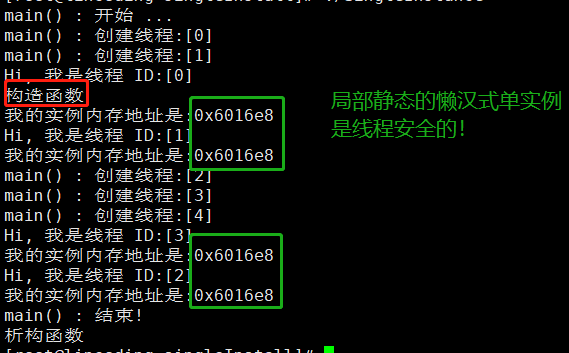 main() : 开始 ...
main() : 创建线程:[0]
main() : 创建线程:[1]
Hi, 我是线程 ID:[0]
构造函数
我的实例内存地址是:0x6016e8
Hi, 我是线程 ID:[1]
我的实例内存地址是:0x6016e8
main() : 创建线程:[2]
main() : 创建线程:[3]
main() : 创建线程:[4]
Hi, 我是线程 ID:[3]
我的实例内存地址是:0x6016e8
Hi, 我是线程 ID:[2]
我的实例内存地址是:0x6016e8
main() : 结束!
析构函数
局部静态的懒汉式单实例
是线程安全的!